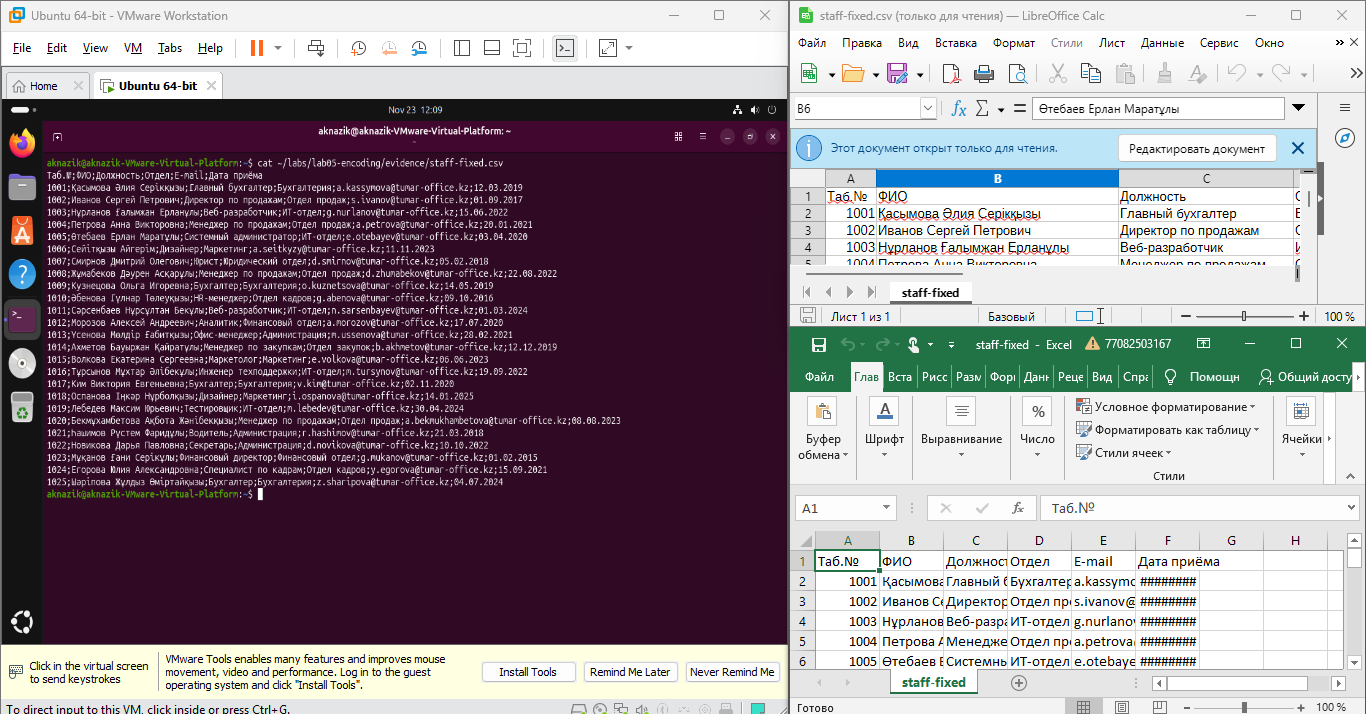 Ubuntu 64-bit - VMware Workstation
File Edit View VM Tabs Help
Home
Ubuntu 64-bit
Nov 23 12:09
aknazik@aknazik-VMware-Virtual-Platform: ~
aknazik@aknazik-VMware-Virtual-Platform:~$ cat ~/labs/lab05-encoding/evidence/staff-fixed.csv
Таб.№;ФИО;Должность;Отдел;E-mail;Дата приёма
1001;Қасымова Әлия Серікқызы;Главный бухгалтер;Бухгалтерия;a.kassymova@tumar-office.kz;12.03.2019
1002;Иванов Сергей Петрович;Директор по продажам;Отдел продаж;s.ivanov@tumar-office.kz;01.09.2017
1003;Нұрланов Ғалымжан Ерланұлы;Веб-разработчик;ИТ-отдел;g.nurlanov@tumar-office.kz;15.06.2022
1004;Петрова Анна Викторовна;Менеджер по продажам;Отдел продаж;a.petrova@tumar-office.kz;20.01.2021
1005;Өтебаев Ерлан Маратұлы;Системный администратор;ИТ-отдел;e.otebayev@tumar-office.kz;03.04.2020
1006;Сейітқызы Айгерім;Дизайнер;Маркетинг;a.seitkyzy@tumar-office.kz;11.11.2023
1007;Смирнов Дмитрий Олегович;Юрист;Юридический отдел;d.smirnov@tumar-office.kz;05.02.2018
1008;Жұмабеков Дәурен Асқарұлы;Менеджер по продажам;Отдел продаж;d.zhumabekov@tumar-office.kz;22.08.2022
1009;Кузнецова Ольга Игоревна;Бухгалтер;Бухгалтерия;o.kuznetsova@tumar-office.kz;14.05.2019
1010;Әбенова Гүлнар Төлеуқызы;HR-менеджер;Отдел кадров;g.abenova@tumar-office.kz;09.10.2016
1011;Сәрсенбаев Нұрсұлтан Бекұлы;Веб-разработчик;ИТ-отдел;n.sarsenbayev@tumar-office.kz;01.03.2024
1012;Морозов Алексей Андреевич;Аналитик;Финансовый отдел;a.morozov@tumar-office.kz;17.07.2020
1013;Үсенова Мөлдір Ғабитқызы;Офис-менеджер;Администрация;m.ussenova@tumar-office.kz;28.02.2021
1014;Ахметов Бауыржан Қайратұлы;Менеджер по закупкам;Отдел закупок;b.akhmetov@tumar-office.kz;12.12.2019
1015;Волкова Екатерина Сергеевна;Маркетолог;Маркетинг;e.volkova@tumar-office.kz;06.06.2023
1016;Тұрсынов Мұхтар Әлібекұлы;Инженер техподдержки;ИТ-отдел;m.tursynov@tumar-office.kz;19.09.2022
1017;Ким Виктория Евгеньевна;Бухгалтер;Бухгалтерия;v.kim@tumar-office.kz;02.11.2020
1018;Оспанова Іңкәр Нұрболқызы;Дизайнер;Маркетинг;i.ospanova@tumar-office.kz;14.01.2025
1019;Лебедев Максим Юрьевич;Тестировщик;ИТ-отдел;m.lebedev@tumar-office.kz;30.04.2024
1020;Бекмұхамбетова Ақбота Жәнібекқызы;Менеджер по продажам;Отдел продаж;a.bekmukhambetova@tumar-office.kz;08.08.2023
1021;Һашимов Рустем Фаридұлы;Водитель;Администрация;r.hashimov@tumar-office.kz;21.03.2018
1022;Новикова Дарья Павловна;Секретарь;Администрация;d.novikova@tumar-office.kz;10.10.2022
1023;Мұқанов Ғани Серікұлы;Финансовый директор;Финансовый отдел;g.mukanov@tumar-office.kz;01.02.2015
1024;Егорова Юлия Александровна;Специалист по кадрам;Отдел кадров;y.egorova@tumar-office.kz;15.09.2021
1025;Шәріпова Жұлдыз Өміртайқызы;Бухгалтер;Бухгалтерия;z.sharipova@tumar-office.kz;04.07.2024
aknazik@aknazik-VMware-Virtual-Platform:~$
Click in the virtual screen
to send keystrokes
VMware Tools enables many features and improves mouse
movement, video and performance. Log in to the guest
operating system and click "Install Tools".
Install Tools
Remind Me Later
Never Remind Me
To direct input to this VM, click inside or press Ctrl+G.
staff-fixed.csv (только для чтения) — LibreOffice Calc
Файл Правка Вид Вставка Формат Стили Лист Данные Сервис Окно
B6
Өтебаев Ерлан Маратұлы
Этот документ открыт только для чтения.
Редактировать документ
A B C
1 Таб.№ ФИО Должность
2 1001 Қасымова Әлия Серікқызы Главный бухгалтер
3 1002 Иванов Сергей Петрович Директор по продажам
4 1003 Нұрланов Ғалымжан Ерланұлы Веб-разработчик
5 1004 Петрова Анна Викторовна Менеджер по продажам
staff-fixed
Лист 1 из 1
Базовый
100 %
staff-fixed - Excel
77082503167
Файл Глав Вста Рисс Разм Фор Данн Реце Вид Спра Помощн Общий досту
Буфер
обмена
Шрифт
Выравнивание
Число
Условное форматирование
Форматировать как таблицу
Стили ячеек
Стили
Ячейки
A1
fx
Таб.№
A B C D E F G H
1 Таб.№ ФИО Должност Отдел E-mail Дата приёма
2 1001 Қасымова Главный б Бухгалтер a.kassymo ########
3 1002 Иванов Се Директор Отдел про s.ivanov@ ########
4 1003 Нұрланов Веб-разра ИТ-отдел g.nurlanov ########
5 1004 Петрова А Менедже Отдел про a.petrova ########
6 1005 Өтебаев Е Системны ИТ-отдел e.otebaye ########
staff-fixed
Готово
100 %